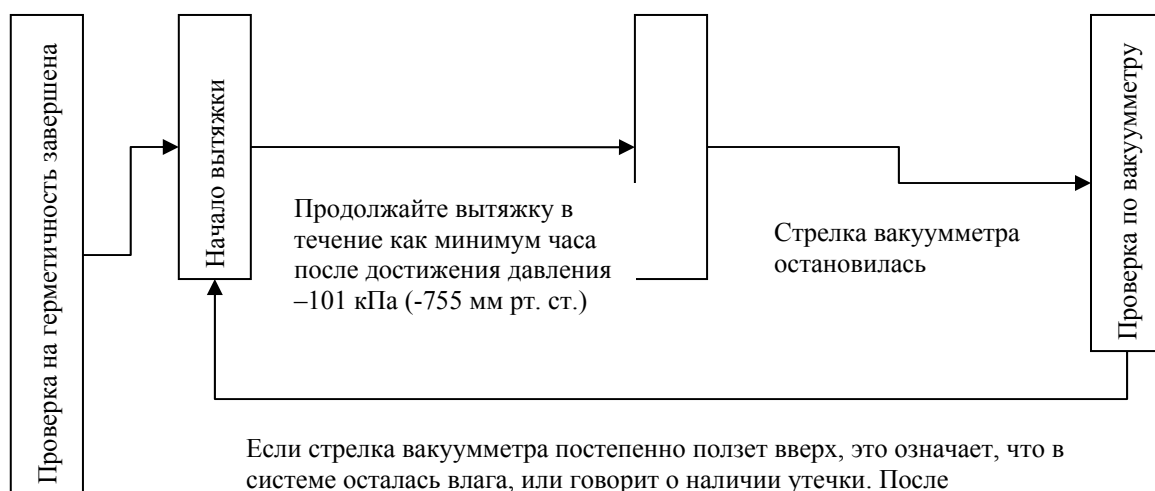 Проверка на герметичность завершена
Начало вытяжки
Продолжайте вытяжку в
течение как минимум часа
после достижения давления
–101 кПа (-755 мм рт. ст.)
Стрелка вакуумметра
остановилась
Проверка по вакуумметру
Если стрелка вакуумметра постепенно ползет вверх, это означает, что в
системе осталась влага, или говорит о наличии утечки. После